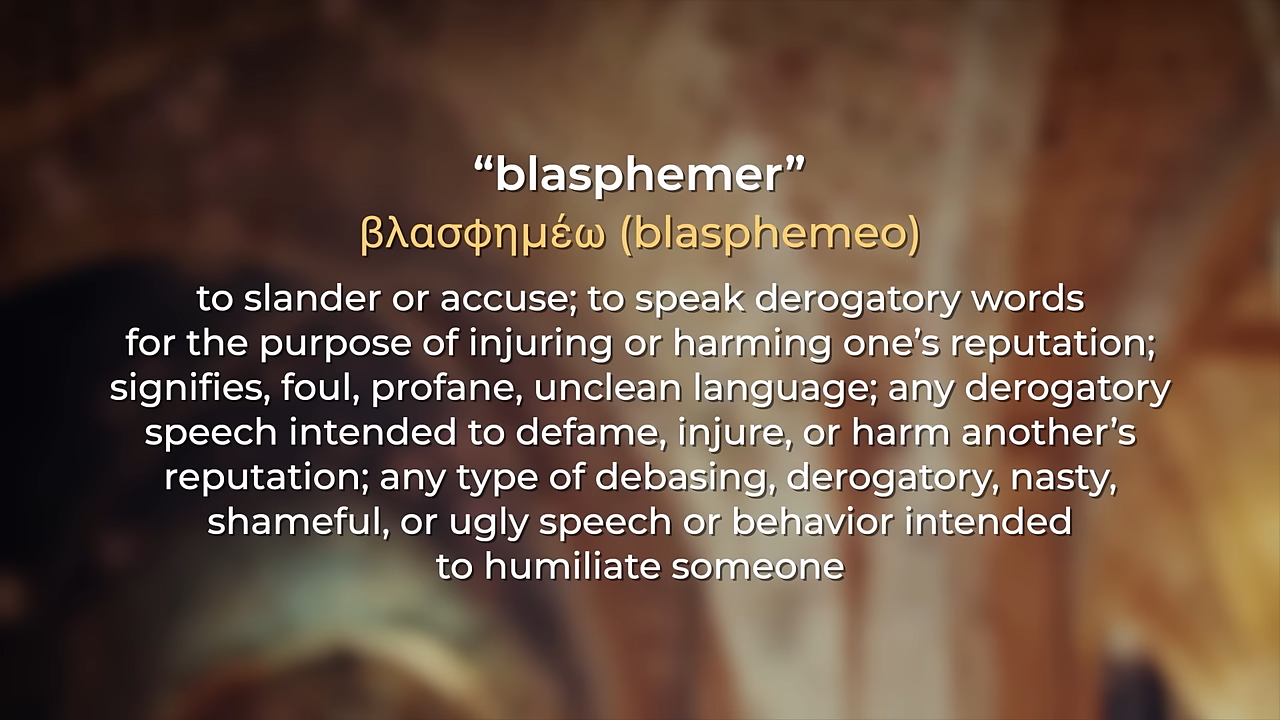 “blasphemer”
βλασφημέω (blasphemeo)
to slander or accuse; to speak derogatory words
for the purpose of injuring or harming one’s reputation;
signifies, foul, profane, unclean language; any derogatory
speech intended to defame, injure, or harm another’s
reputation; any type of debasing, derogatory, nasty,
shameful, or ugly speech or behavior intended
to humiliate someone